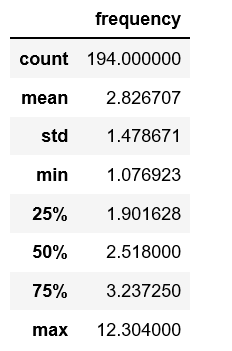 frequency
count 194.000000
mean 2.826707
std 1.478671
min 1.076923
25% 1.901628
50% 2.518000
75% 3.237250
max 12.304000